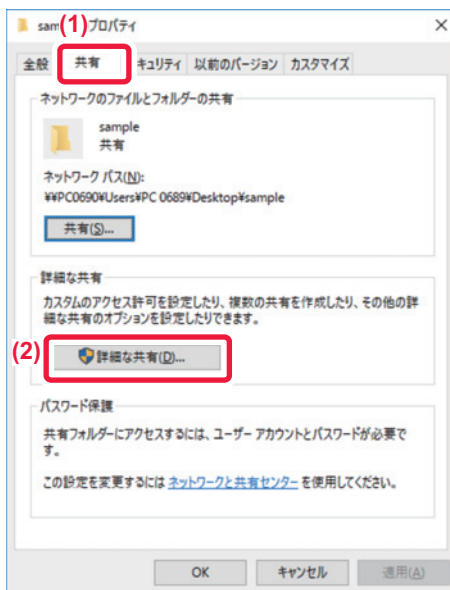 sam (1) プロパティ
全般 共有 キュリティ 以前のバージョン カスタマイズ
ネットワークのファイルとフォルダーの共有
sample
共有
ネットワーク パス(N):
¥¥PC0690¥Users¥PC 0689¥Desktop¥sample
共有(S)...
詳細な共有
カスタムのアクセス許可を設定したり、複数の共有を作成したり、その他の詳
細な共有のオプションを設定したりできます。
(2) 詳細な共有(D)...
パスワード保護
共有フォルダーにアクセスするには、ユーザー アカウントとパスワードが必要で
す。
この設定を変更するには ネットワークと共有センター を使用してください。
OK キャンセル 適用(A)